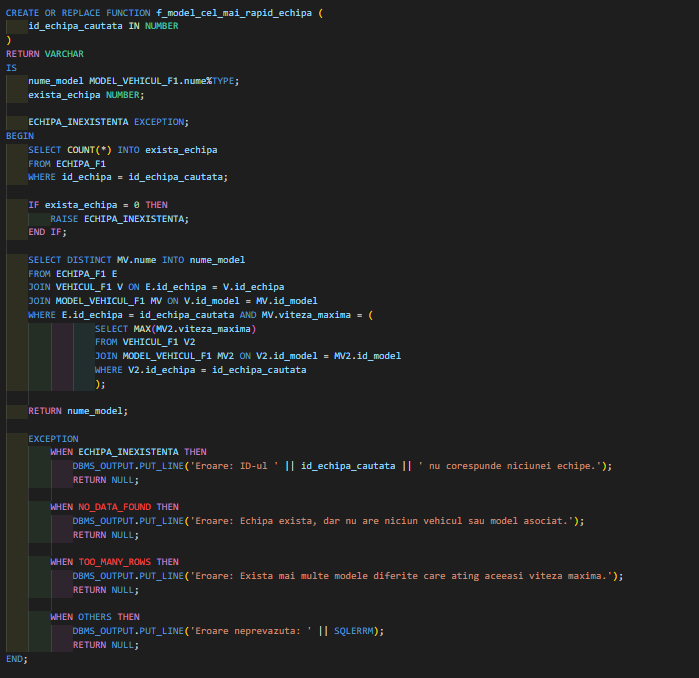 CREATE OR REPLACE FUNCTION f_model_cel_mai_rapid_echipa (
    id_echipa_cautata IN NUMBER
)
RETURN VARCHAR
IS
    nume_model MODEL_VEHICUL_F1.nume%TYPE;
    exista_echipa NUMBER;

    ECHIPA_INEXISTENTA EXCEPTION;
BEGIN
    SELECT COUNT(*) INTO exista_echipa
    FROM ECHIPA_F1
    WHERE id_echipa = id_echipa_cautata;

    IF exista_echipa = 0 THEN
        RAISE ECHIPA_INEXISTENTA;
    END IF;

    SELECT DISTINCT MV.nume INTO nume_model
    FROM ECHIPA_F1 E
    JOIN VEHICUL_F1 V ON E.id_echipa = V.id_echipa
    JOIN MODEL_VEHICUL_F1 MV ON V.id_model = MV.id_model
    WHERE E.id_echipa = id_echipa_cautata AND MV.viteza_maxima = (
                SELECT MAX(MV2.viteza_maxima)
                FROM VEHICUL_F1 V2
                JOIN MODEL_VEHICUL_F1 MV2 ON V2.id_model = MV2.id_model
                WHERE V2.id_echipa = id_echipa_cautata
                );

    RETURN nume_model;

    EXCEPTION
        WHEN ECHIPA_INEXISTENTA THEN
            DBMS_OUTPUT.PUT_LINE('Eroare: ID-ul ' || id_echipa_cautata || ' nu corespunde niciunei echipe.');
            RETURN NULL;

        WHEN NO_DATA_FOUND THEN
            DBMS_OUTPUT.PUT_LINE('Eroare: Echipa exista, dar nu are niciun vehicul sau model asociat.');
            RETURN NULL;

        WHEN TOO_MANY_ROWS THEN
            DBMS_OUTPUT.PUT_LINE('Eroare: Exista mai multe modele diferite care ating aceeasi viteza maxima.');
            RETURN NULL;

        WHEN OTHERS THEN
            DBMS_OUTPUT.PUT_LINE('Eroare neprevazuta: ' || SQLERRM);
            RETURN NULL;
END;